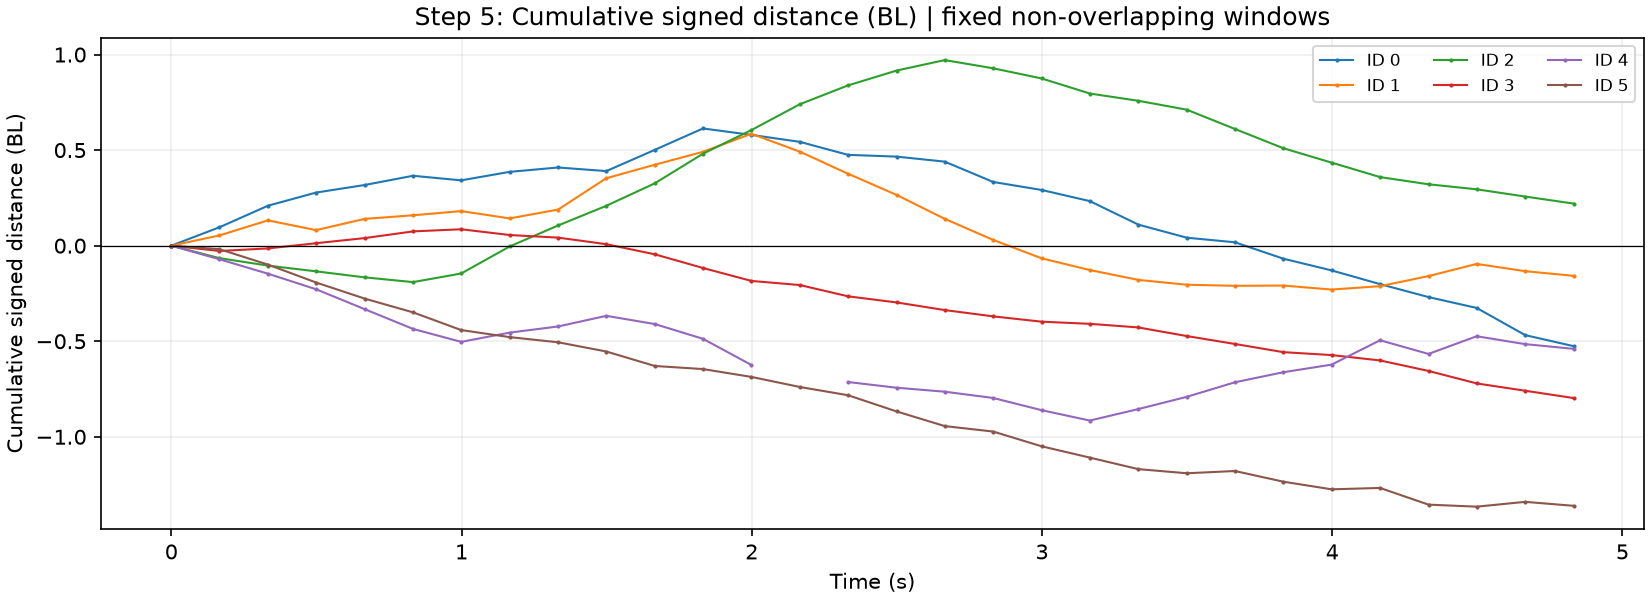 Step 5: Cumulative signed distance (BL) | fixed non-overlapping windows
ID 0
ID 2
ID 4
ID 1
ID 3
ID 5
Cumulative signed distance (BL)
1.0
0.5
0.0
−0.5
−1.0
0
1
2
3
4
5
Time (s)